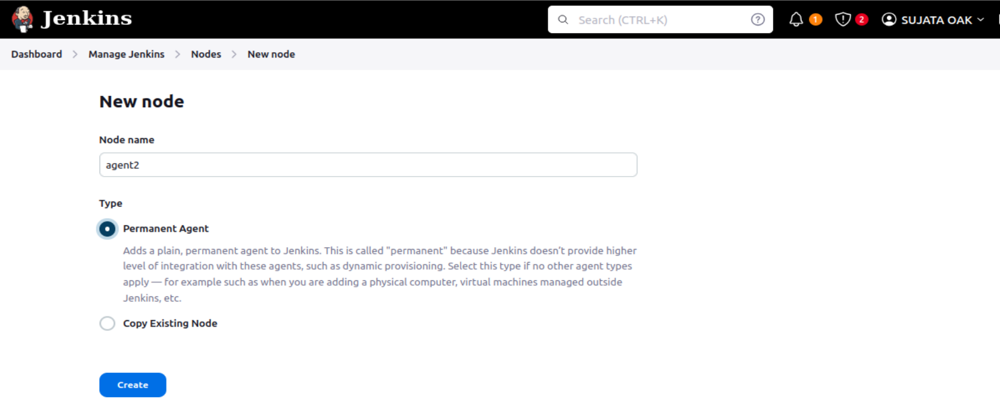 Jenkins
Search (CTRL+K)
?
1
2
SUJATA OAK
Dashboard > Manage Jenkins > Nodes > New node
New node
Node name
agent2
Type
Permanent Agent
Adds a plain, permanent agent to Jenkins. This is called "permanent" because Jenkins doesn’t provide higher
level of integration with these agents, such as dynamic provisioning. Select this type if no other agent types
apply — for example such as when you are adding a physical computer, virtual machines managed outside
Jenkins, etc.
Copy Existing Node
Create